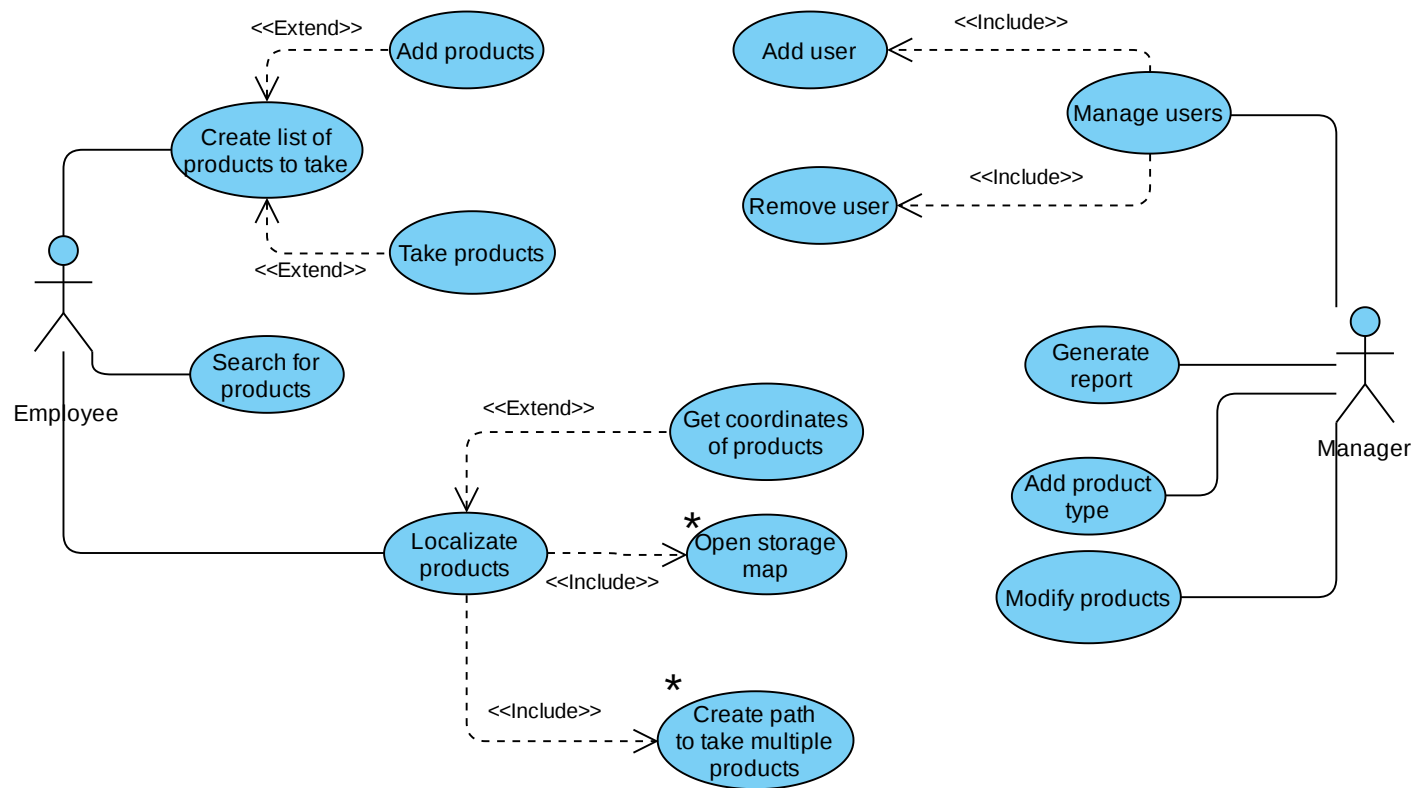 <<Extend>>
Add products
Create list of
products to take
Take products
<<Extend>>
Employee
Search for
products
<<Extend>>
Get coordinates
of products
Localizate
products
*
Open storage
map
<<Include>>
<<Include>>
*
Create path
to take multiple
products
<<Include>>
Add user
Manage users
<<Include>>
Remove user
Generate
report
Manager
Add product
type
Modify products